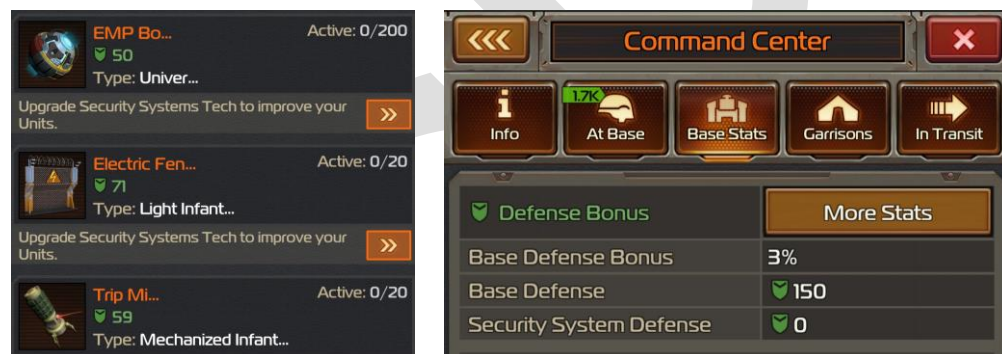 EMP Bo...
Active: 0/200
50
Type: Univer...
Upgrade Security Systems Tech to improve your
Units.
Electric Fen...
Active: 0/20
71
Type: Light Infant...
Upgrade Security Systems Tech to improve your
Units.
Trip Mi...
Active: 0/20
59
Type: Mechanized Infant...
Command Center
1.7K
Info
At Base
Base Stats
Garrisons
In Transit
Defense Bonus
More Stats
Base Defense Bonus
3%
Base Defense
150
Security System Defense
0